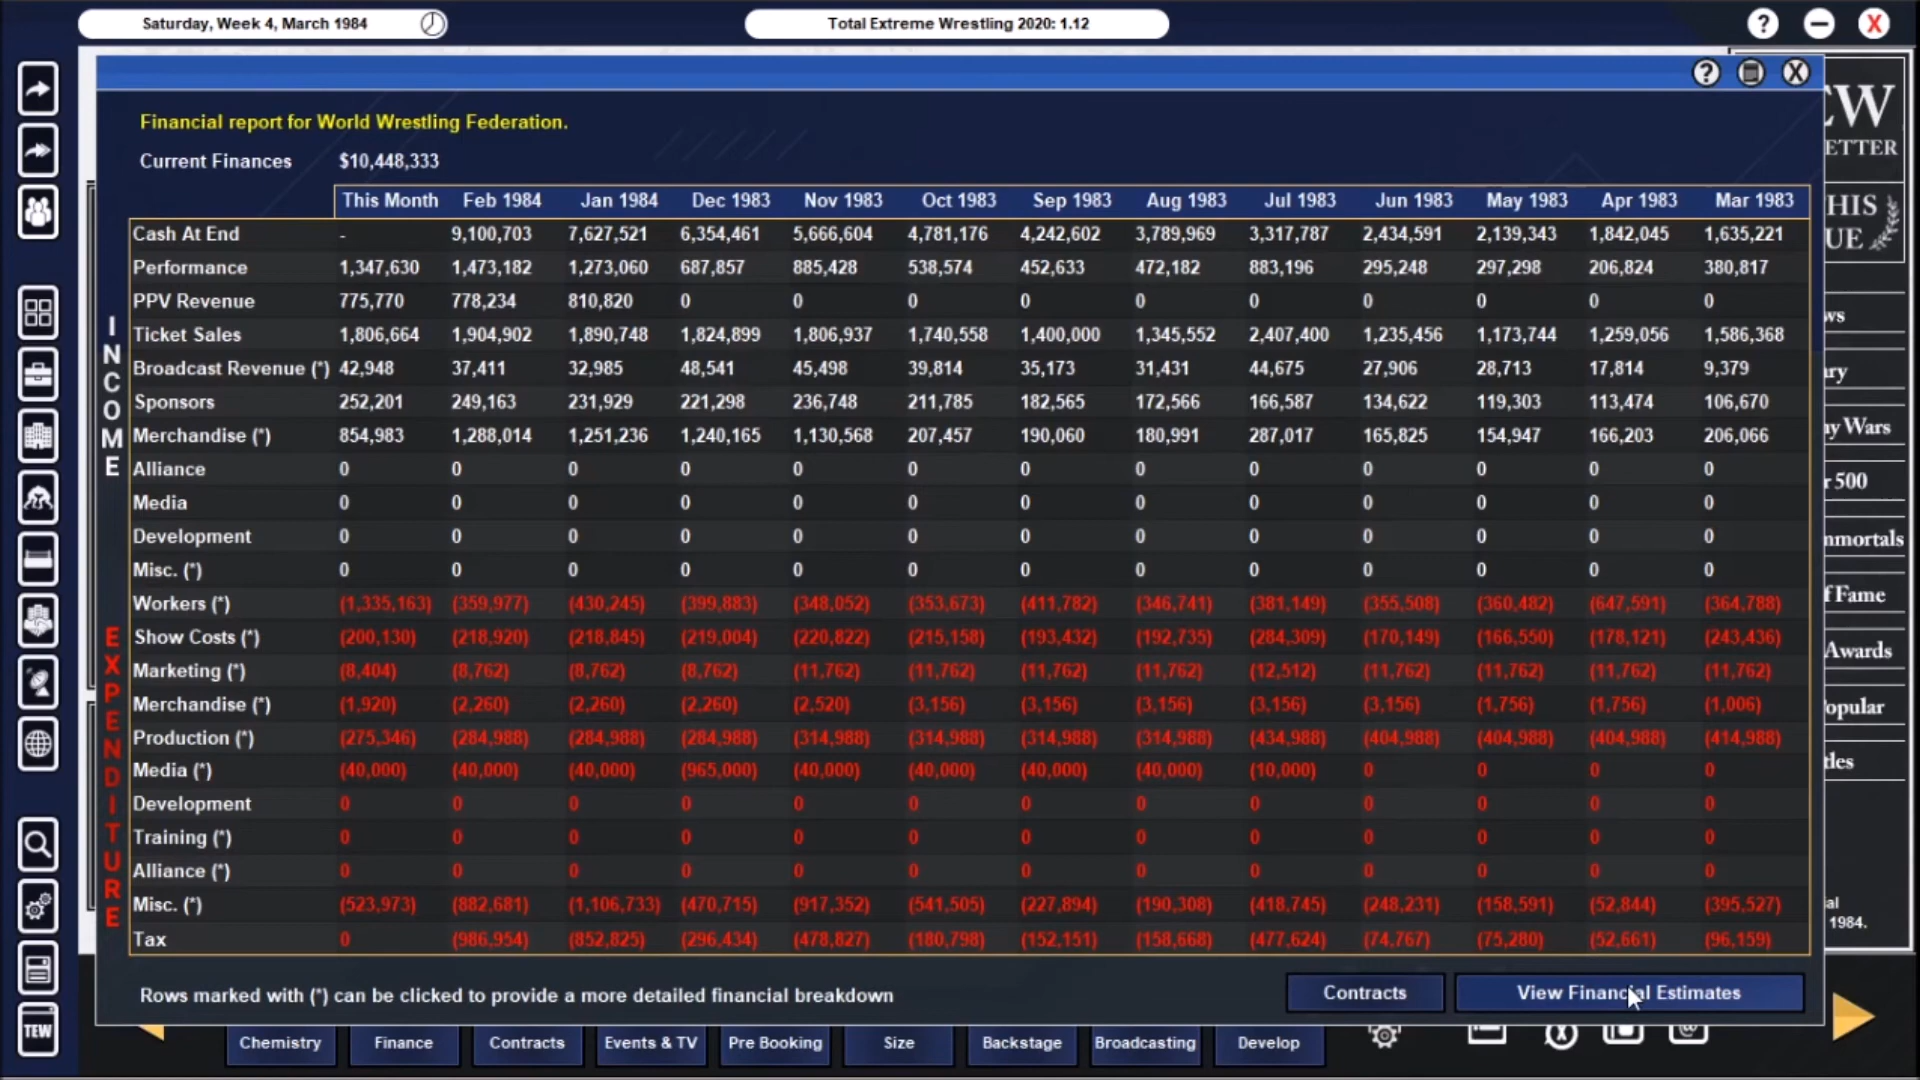 Saturday, Week 4, March 1984
Total Extreme Wrestling 2020: 1.12
? X
? X
Financial report for World Wrestling Federation.
Current Finances $10,448,333
This Month Feb 1984 Jan 1984 Dec 1983 Nov 1983 Oct 1983 Sep 1983 Aug 1983 Jul 1983 Jun 1983 May 1983 Apr 1983 Mar 1983
INCOME
Cash At End - 9,100,703 7,627,521 6,354,461 5,666,604 4,781,176 4,242,602 3,789,969 3,317,787 2,434,591 2,139,343 1,842,045 1,635,221
Performance 1,347,630 1,473,182 1,273,060 687,857 885,428 538,574 452,633 472,182 883,196 295,248 297,298 206,824 380,817
PPV Revenue 775,770 778,234 810,820 0 0 0 0 0 0 0 0 0 0
Ticket Sales 1,806,664 1,904,902 1,890,748 1,824,899 1,806,937 1,740,558 1,400,000 1,345,552 2,407,400 1,235,456 1,173,744 1,259,056 1,586,368
Broadcast Revenue (*) 42,948 37,411 32,985 48,541 45,498 39,814 35,173 31,431 44,675 27,906 28,713 17,814 9,379
Sponsors 252,201 249,163 231,929 221,298 236,748 211,785 182,565 172,566 166,587 134,622 119,303 113,474 106,670
Merchandise (*) 854,983 1,288,014 1,251,236 1,240,165 1,130,568 207,457 190,060 180,991 287,017 165,825 154,947 166,203 206,066
Alliance 0 0 0 0 0 0 0 0 0 0 0 0 0
Media 0 0 0 0 0 0 0 0 0 0 0 0 0
Development 0 0 0 0 0 0 0 0 0 0 0 0 0
Misc. (*) 0 0 0 0 0 0 0 0 0 0 0 0 0
EXPENDITURE
Workers (*) (1,335,163) (359,977) (430,245) (399,883) (348,052) (353,673) (411,782) (346,741) (381,149) (355,508) (360,482) (647,591) (364,788)
Show Costs (*) (200,130) (218,920) (218,845) (219,004) (220,822) (215,158) (193,432) (192,735) (284,309) (170,149) (166,550) (178,121) (243,436)
Marketing (*) (8,404) (8,762) (8,762) (8,762) (11,762) (11,762) (11,762) (11,762) (12,512) (11,762) (11,762) (11,762) (11,762)
Merchandise (*) (1,920) (2,260) (2,260) (2,260) (2,520) (3,156) (3,156) (3,156) (3,156) (3,156) (1,756) (1,756) (1,006)
Production (*) (275,346) (284,988) (284,988) (284,988) (314,988) (314,988) (314,988) (314,988) (434,988) (404,988) (404,988) (404,988) (414,988)
Media (*) (40,000) (40,000) (40,000) (965,000) (40,000) (40,000) (40,000) (40,000) (10,000) 0 0 0 0
Development 0 0 0 0 0 0 0 0 0 0 0 0 0
Training (*) 0 0 0 0 0 0 0 0 0 0 0 0 0
Alliance (*) 0 0 0 0 0 0 0 0 0 0 0 0 0
Misc. (*) (523,973) (882,681) (1,106,733) (470,715) (917,352) (541,505) (227,894) (190,308) (418,745) (248,231) (158,591) (52,844) (395,527)
Tax 0 (986,954) (852,825) (296,434) (478,827) (180,798) (152,151) (158,668) (477,624) (74,767) (75,280) (52,661) (96,159)
Rows marked with (*) can be clicked to provide a more detailed financial breakdown
Contracts View Financial Estimates
Chemistry Finance Contracts Events & TV Pre Booking Size Backstage Broadcasting Develop
TEW
EW
ETTER
HIS
UE
ws
ry
y Wars
r 500
mmortals
f Fame
Awards
opular
tles
al
1984.